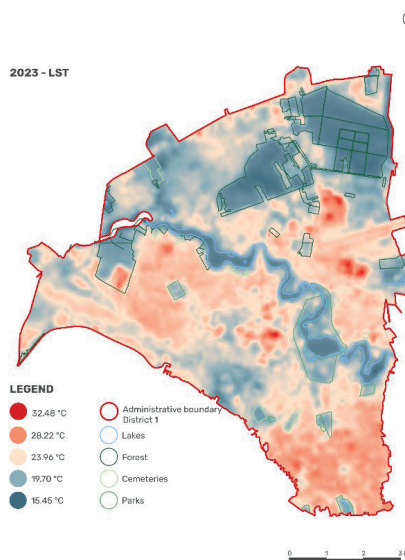 2023 - LST
LEGEND
32.48 °C
28.22 °C
23.96 °C
19.70 °C
15.45 °C
Administrative boundary
District 1
Lakes
Forest
Cemeteries
Parks
0 1 2 3